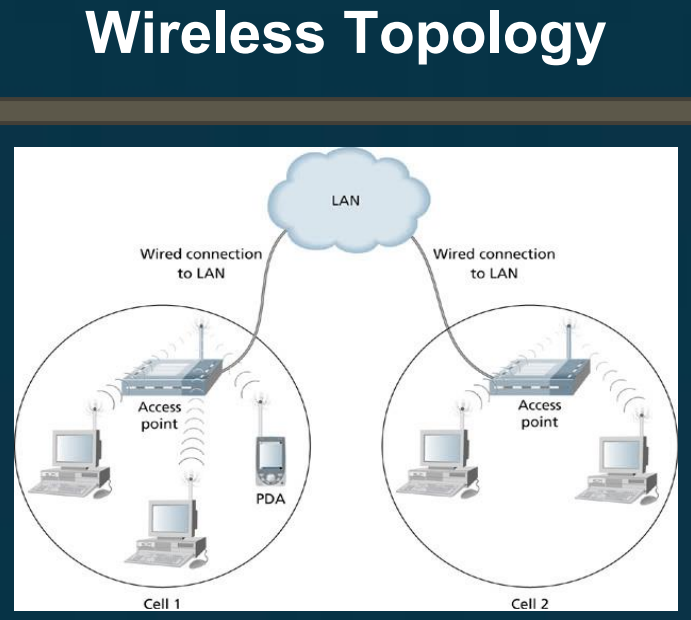 Wireless Topology
LAN
Wired connection
to LAN
Wired connection
to LAN
Access
point
PDA
Cell 1
Access
point
Cell 2